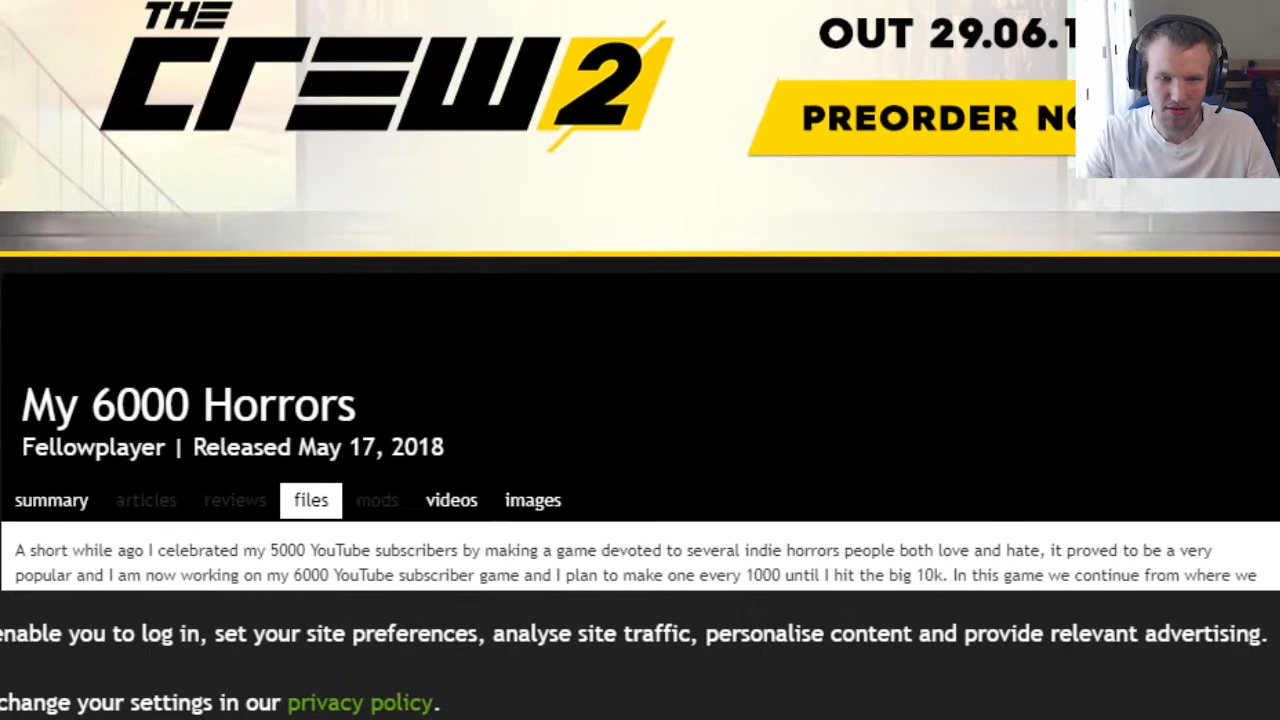 THE
CREW 2
OUT 29.06.1
PREORDER NO
My 6000 Horrors
Fellowplayer | Released May 17, 2018
summary articles reviews files mods videos images
A short while ago I celebrated my 5000 YouTube subscribers by making a game devoted to several indie horrors people both love and hate, it proved to be a very
popular and I am now working on my 6000 YouTube subscriber game and I plan to make one every 1000 until I hit the big 10k. In this game we continue from where we
enable you to log in, set your site preferences, analyse site traffic, personalise content and provide relevant advertising.
change your settings in our privacy policy.